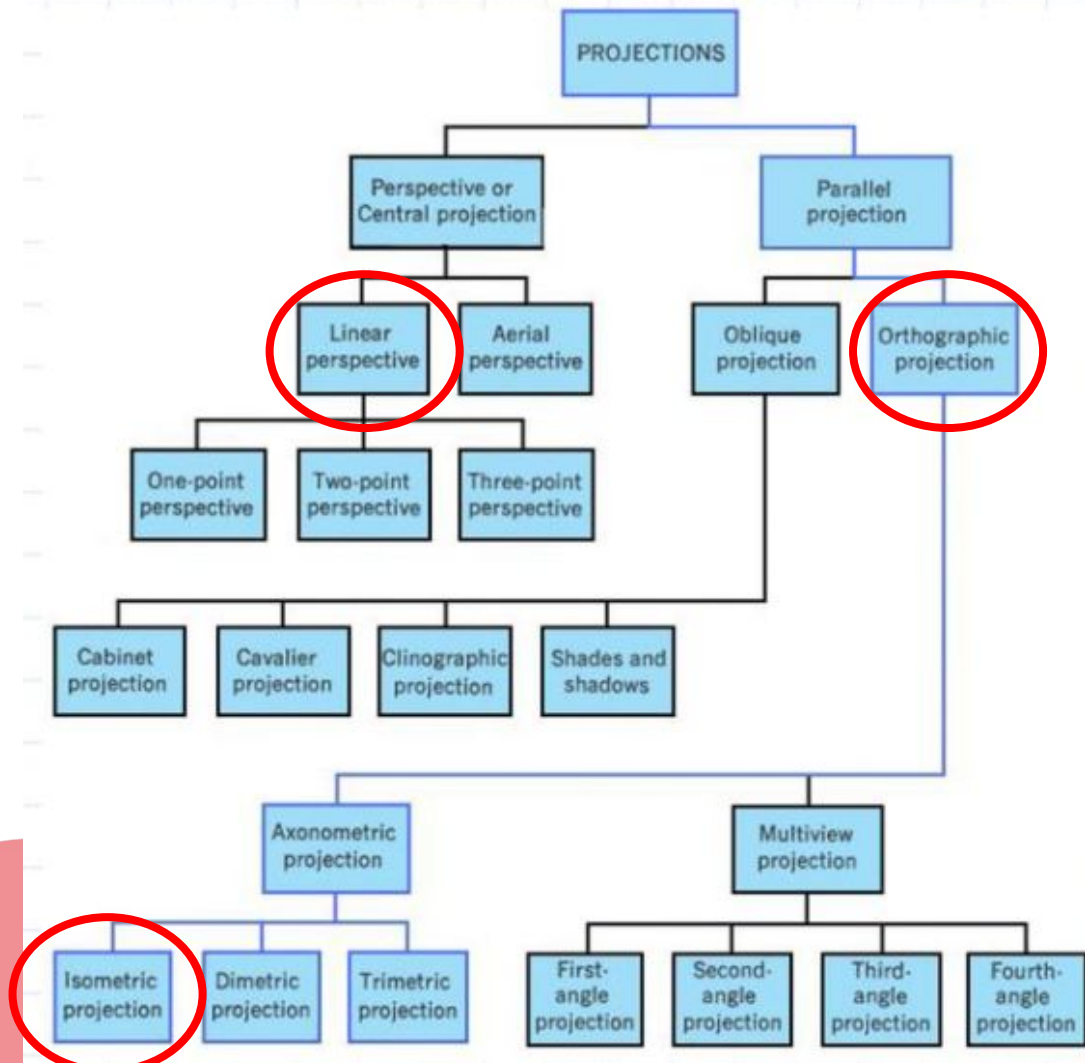 PROJECTIONS
Perspective or
Central projection
Parallel
projection
Linear
perspective
Aerial
perspective
Oblique
projection
Orthographic
projection
One-point
perspective
Two-point
perspective
Three-point
perspective
Cabinet
projection
Cavalier
projection
Clinographic
projection
Shades and
shadows
Axonometric
projection
Multiview
projection
Isometric
projection
Dimetric
projection
Trimetric
projection
First-
angle
projection
Second-
angle
projection
Third-
angle
projection
Fourth-
angle
projection